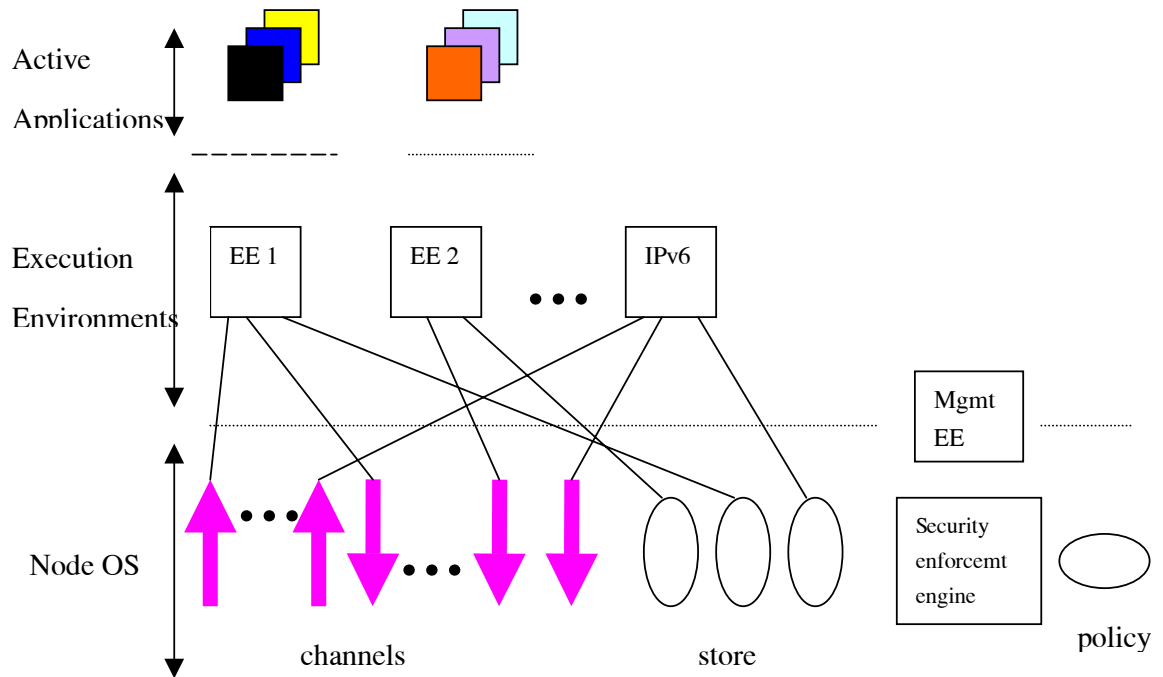 Active
Applications
EE 1
EE 2
IPv6
Execution
Environments
Mgmt
EE
Node OS
Security
enforcemt
engine
channels
store
policy